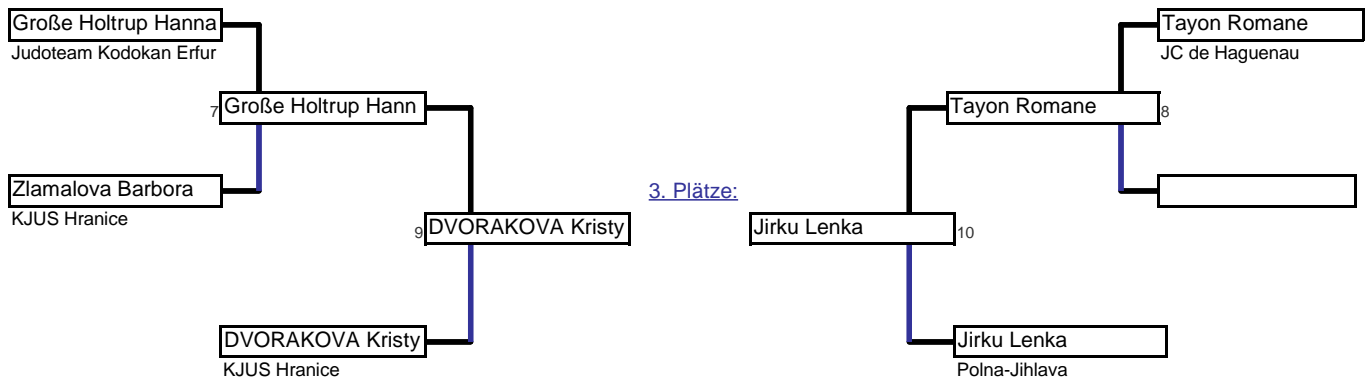 Große Holtrup Hanna
Judoteam Kodokan Erfur
Tayon Romane
JC de Haguenau
7 Große Holtrup Hann
Tayon Romane 8
Zlamalova Barbora
KJUS Hranice
3. Plätze:
9 DVORAKOVA Kristy
Jirku Lenka 10
DVORAKOVA Kristy
KJUS Hranice
Jirku Lenka
Polna-Jihlava